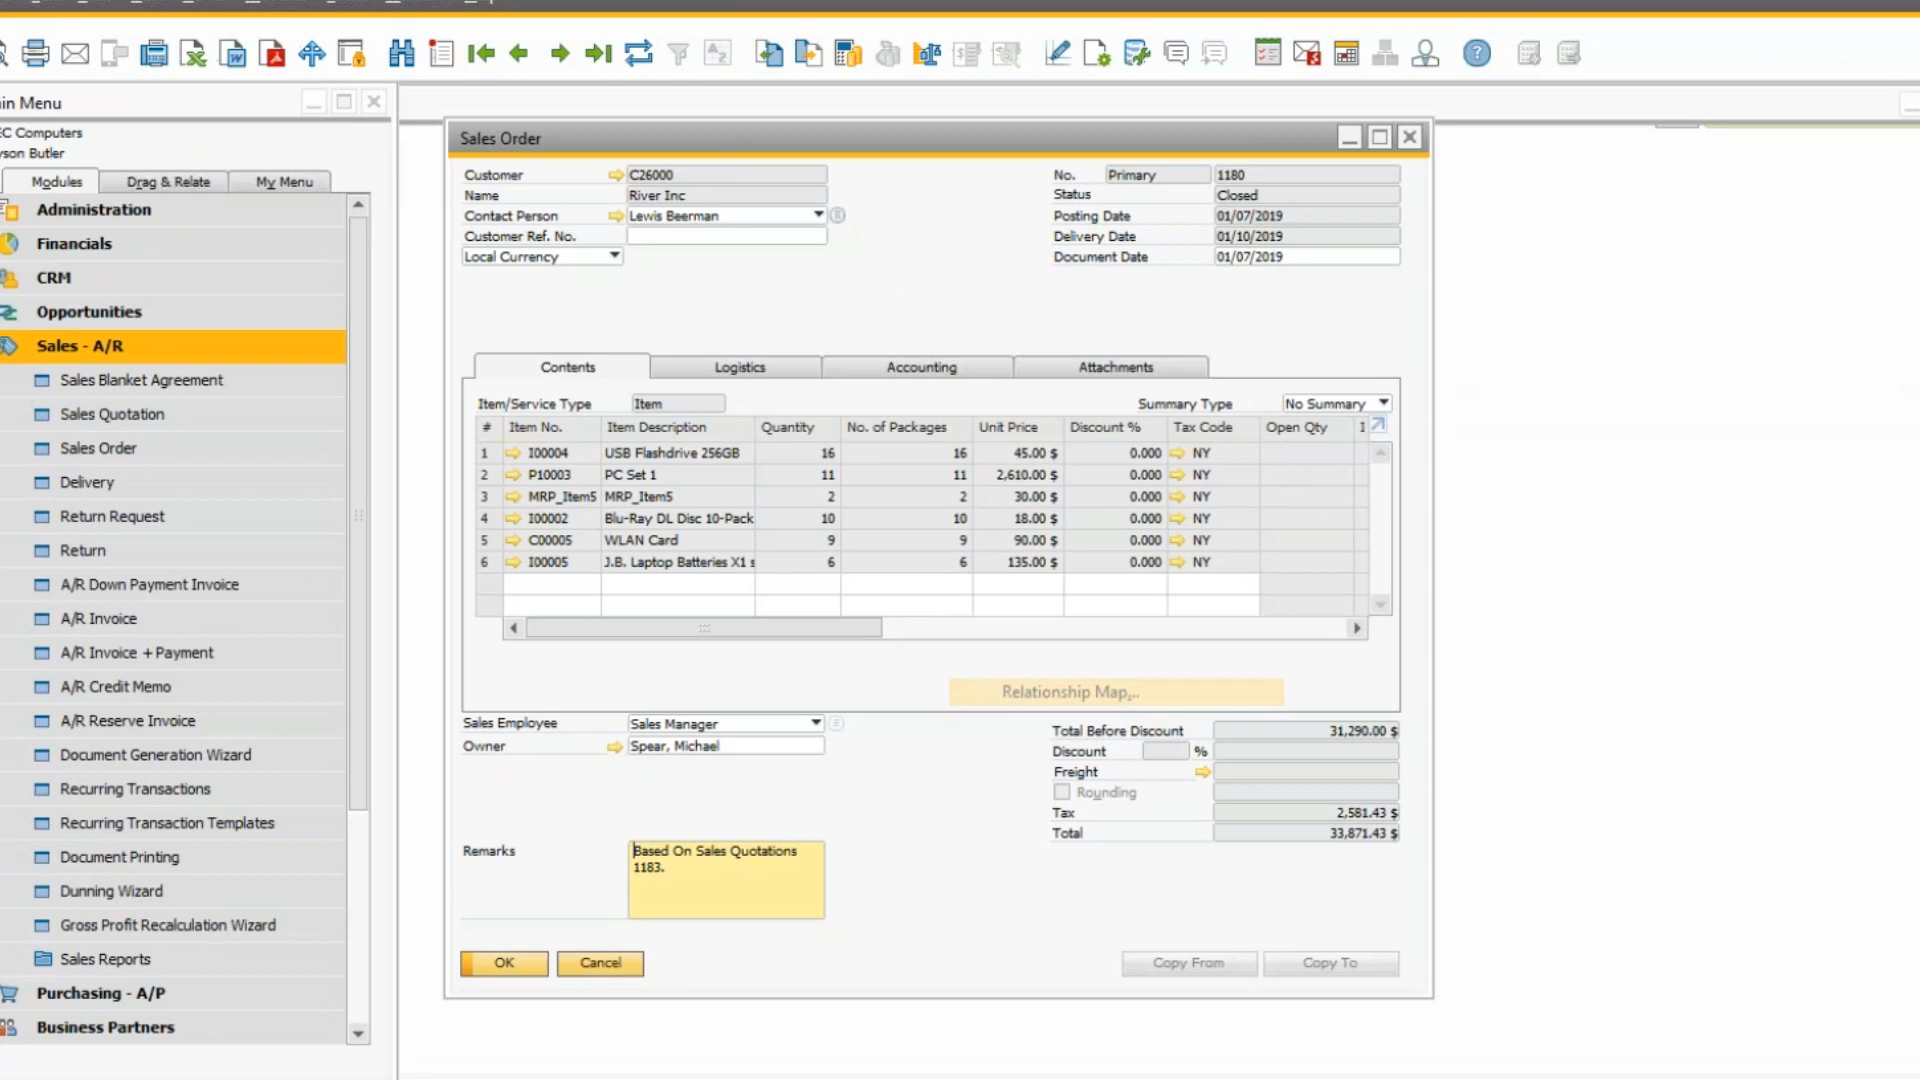 in Menu
EC Computers
yson Butler
Modules
Drag & Relate
My Menu
Administration
Financials
CRM
Opportunities
Sales - A/R
Sales Blanket Agreement
Sales Quotation
Sales Order
Delivery
Return Request
Return
A/R Down Payment Invoice
A/R Invoice
A/R Invoice + Payment
A/R Credit Memo
A/R Reserve Invoice
Document Generation Wizard
Recurring Transactions
Recurring Transaction Templates
Document Printing
Dunning Wizard
Gross Profit Recalculation Wizard
Sales Reports
Purchasing - A/P
Business Partners
Sales Order
Customer C26000
Name River Inc
Contact Person Lewis Beerman
Customer Ref. No.
Local Currency
No. Primary 1180
Status Closed
Posting Date 01/07/2019
Delivery Date 01/10/2019
Document Date 01/07/2019
Contents Logistics Accounting Attachments
Item/Service Type Item Summary Type No Summary
# Item No. Item Description Quantity No. of Packages Unit Price Discount % Tax Code Open Qty I
1 I00004 USB Flashdrive 256GB 16 16 45.00 $ 0.000 NY
2 P10003 PC Set 1 11 11 2,610.00 $ 0.000 NY
3 MRP_Item5 MRP_Item5 2 2 30.00 $ 0.000 NY
4 I00002 Blu-Ray DL Disc 10-Pack 10 10 18.00 $ 0.000 NY
5 C00005 WLAN Card 9 9 90.00 $ 0.000 NY
6 I00005 J.B. Laptop Batteries X1 s 6 6 135.00 $ 0.000 NY
Relationship Map...
Sales Employee Sales Manager
Owner Spear, Michael
Total Before Discount 31,290.00 $
Discount %
Freight
Rounding
Tax 2,581.43 $
Total 33,871.43 $
Remarks Based On Sales Quotations
1183.
OK Cancel Copy From Copy To